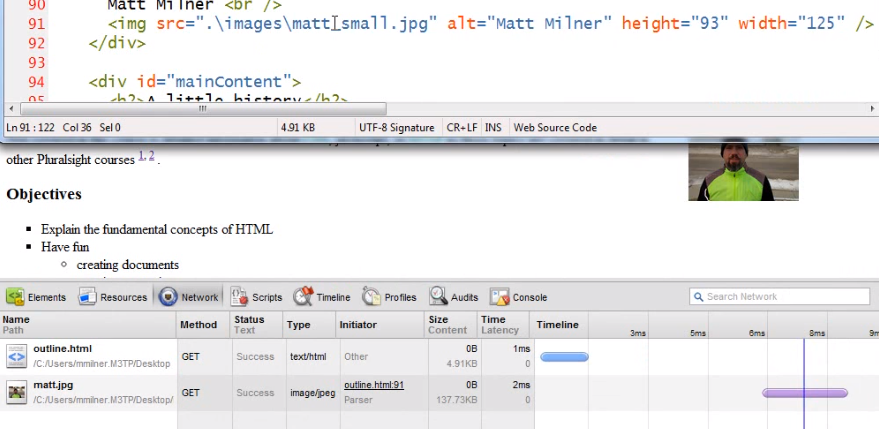 90 Matt Milner <br />
91 <img src=".\images\matt_small.jpg" alt="Matt Milner" height="93" width="125" />
92 </div>
93
94 <div id="mainContent">
95 <h2>A little history</h2>
Ln 91 : 122 Col 36 Sel 0 4.91 KB UTF-8 Signature CR+LF INS Web Source Code
other Pluralsight courses 1, 2 .
Objectives
Explain the fundamental concepts of HTML
Have fun
creating documents
Elements Resources Network Scripts Timeline Profiles Audits Console Search Network
Name Path Method Status Text Type Initiator Size Content Time Latency Timeline 3ms 5ms 6ms 8ms 9m
outline.html GET Success text/html Other 0B 1ms
/C:/Users/mmilner.M3TP/Desktop 4.91KB 0
matt.jpg GET Success image/jpeg outline.html:91 0B 2ms
/C:/Users/mmilner.M3TP/Desktop/ Parser 137.73KB 0